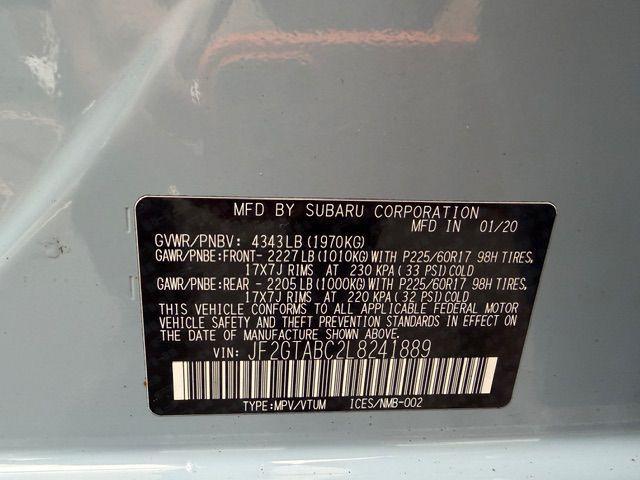 MFD BY SUBARU CORPORATION
MFD IN 01/20
GVWR/PNBV: 4343LB (1970KG)
GAWR/PNBE:FRONT- 2227LB (1010KG)WITH P225/60R17 98H TIRES,
17X7J RIMS AT 230 KPA (33 PSI)COLD
GAWR/PNBE:REAR - 2205LB (1000KG)WITH P225/60R17 98H TIRES,
17X7J RIMS AT 220 KPA (32 PSI)COLD
THIS VEHICLE CONFORMS TO ALL APPLICABLE FEDERAL MOTOR
VEHICLE SAFETY AND THEFT PREVENTION STANDARDS IN EFFECT ON
THE DATE OF MANUFACTURE SHOWN ABOVE.
VIN: JF2GTABC2L8241889
TYPE:MPV/VTUM ICES/NMB-002